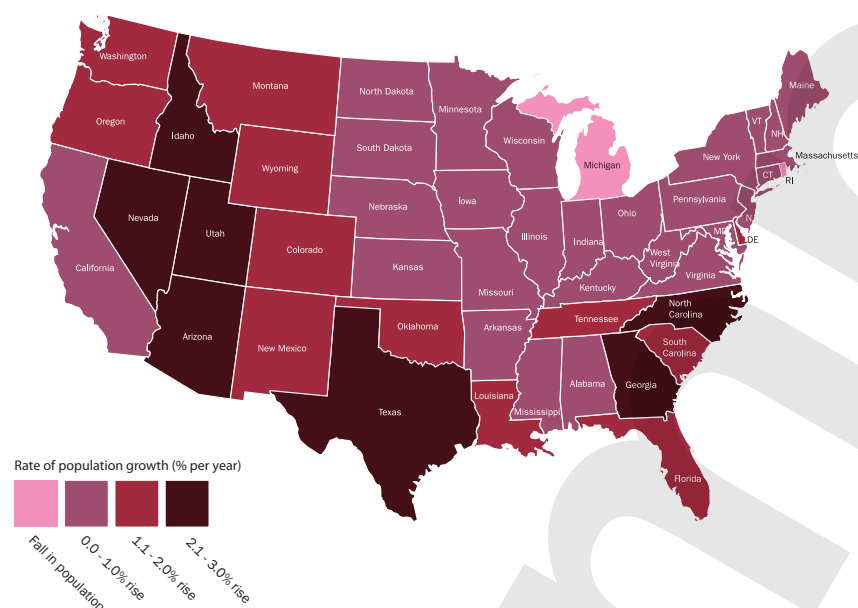 Washington
Montana
North Dakota
Minnesota
Maine
Oregon
Idaho
VT
NH
South Dakota
Wisconsin
Massachusetts
New York
Michigan
Wyoming
CT
RI
Nebraska
Iowa
Pennsylvania
Nevada
Utah
Ohio
NJ
Illinois
Indiana
MD
DE
Colorado
California
Kansas
West
Virginia
Virginia
Missouri
Kentucky
North
Carolina
Tennessee
Oklahoma
Arkansas
Arizona
New Mexico
South
Carolina
Georgia
Alabama
Louisiana
Texas
Mississippi
Florida
Rate of population growth (% per year)
Fall in population
0.0 - 1.0% rise
1.1 - 2.0% rise
2.1 - 3.0% rise